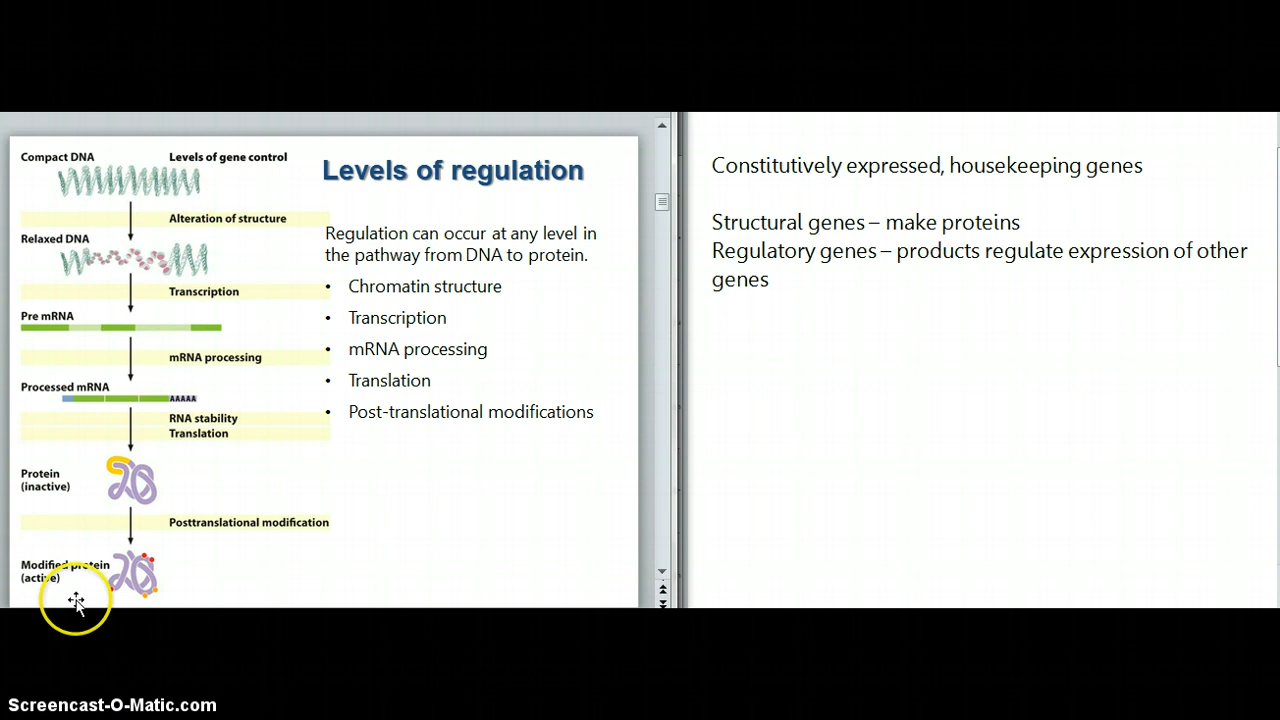 Compact DNA
Levels of gene control
Alteration of structure
Relaxed DNA
Transcription
Pre mRNA
mRNA processing
Processed mRNA
AAAAA
RNA stability
Translation
Protein
(inactive)
Posttranslational modification
Modified protein
(active)
Levels of regulation
Regulation can occur at any level in
the pathway from DNA to protein.
• Chromatin structure
• Transcription
• mRNA processing
• Translation
• Post-translational modifications
Constitutively expressed, housekeeping genes
Structural genes – make proteins
Regulatory genes – products regulate expression of other
genes
Screencast-O-Matic.com